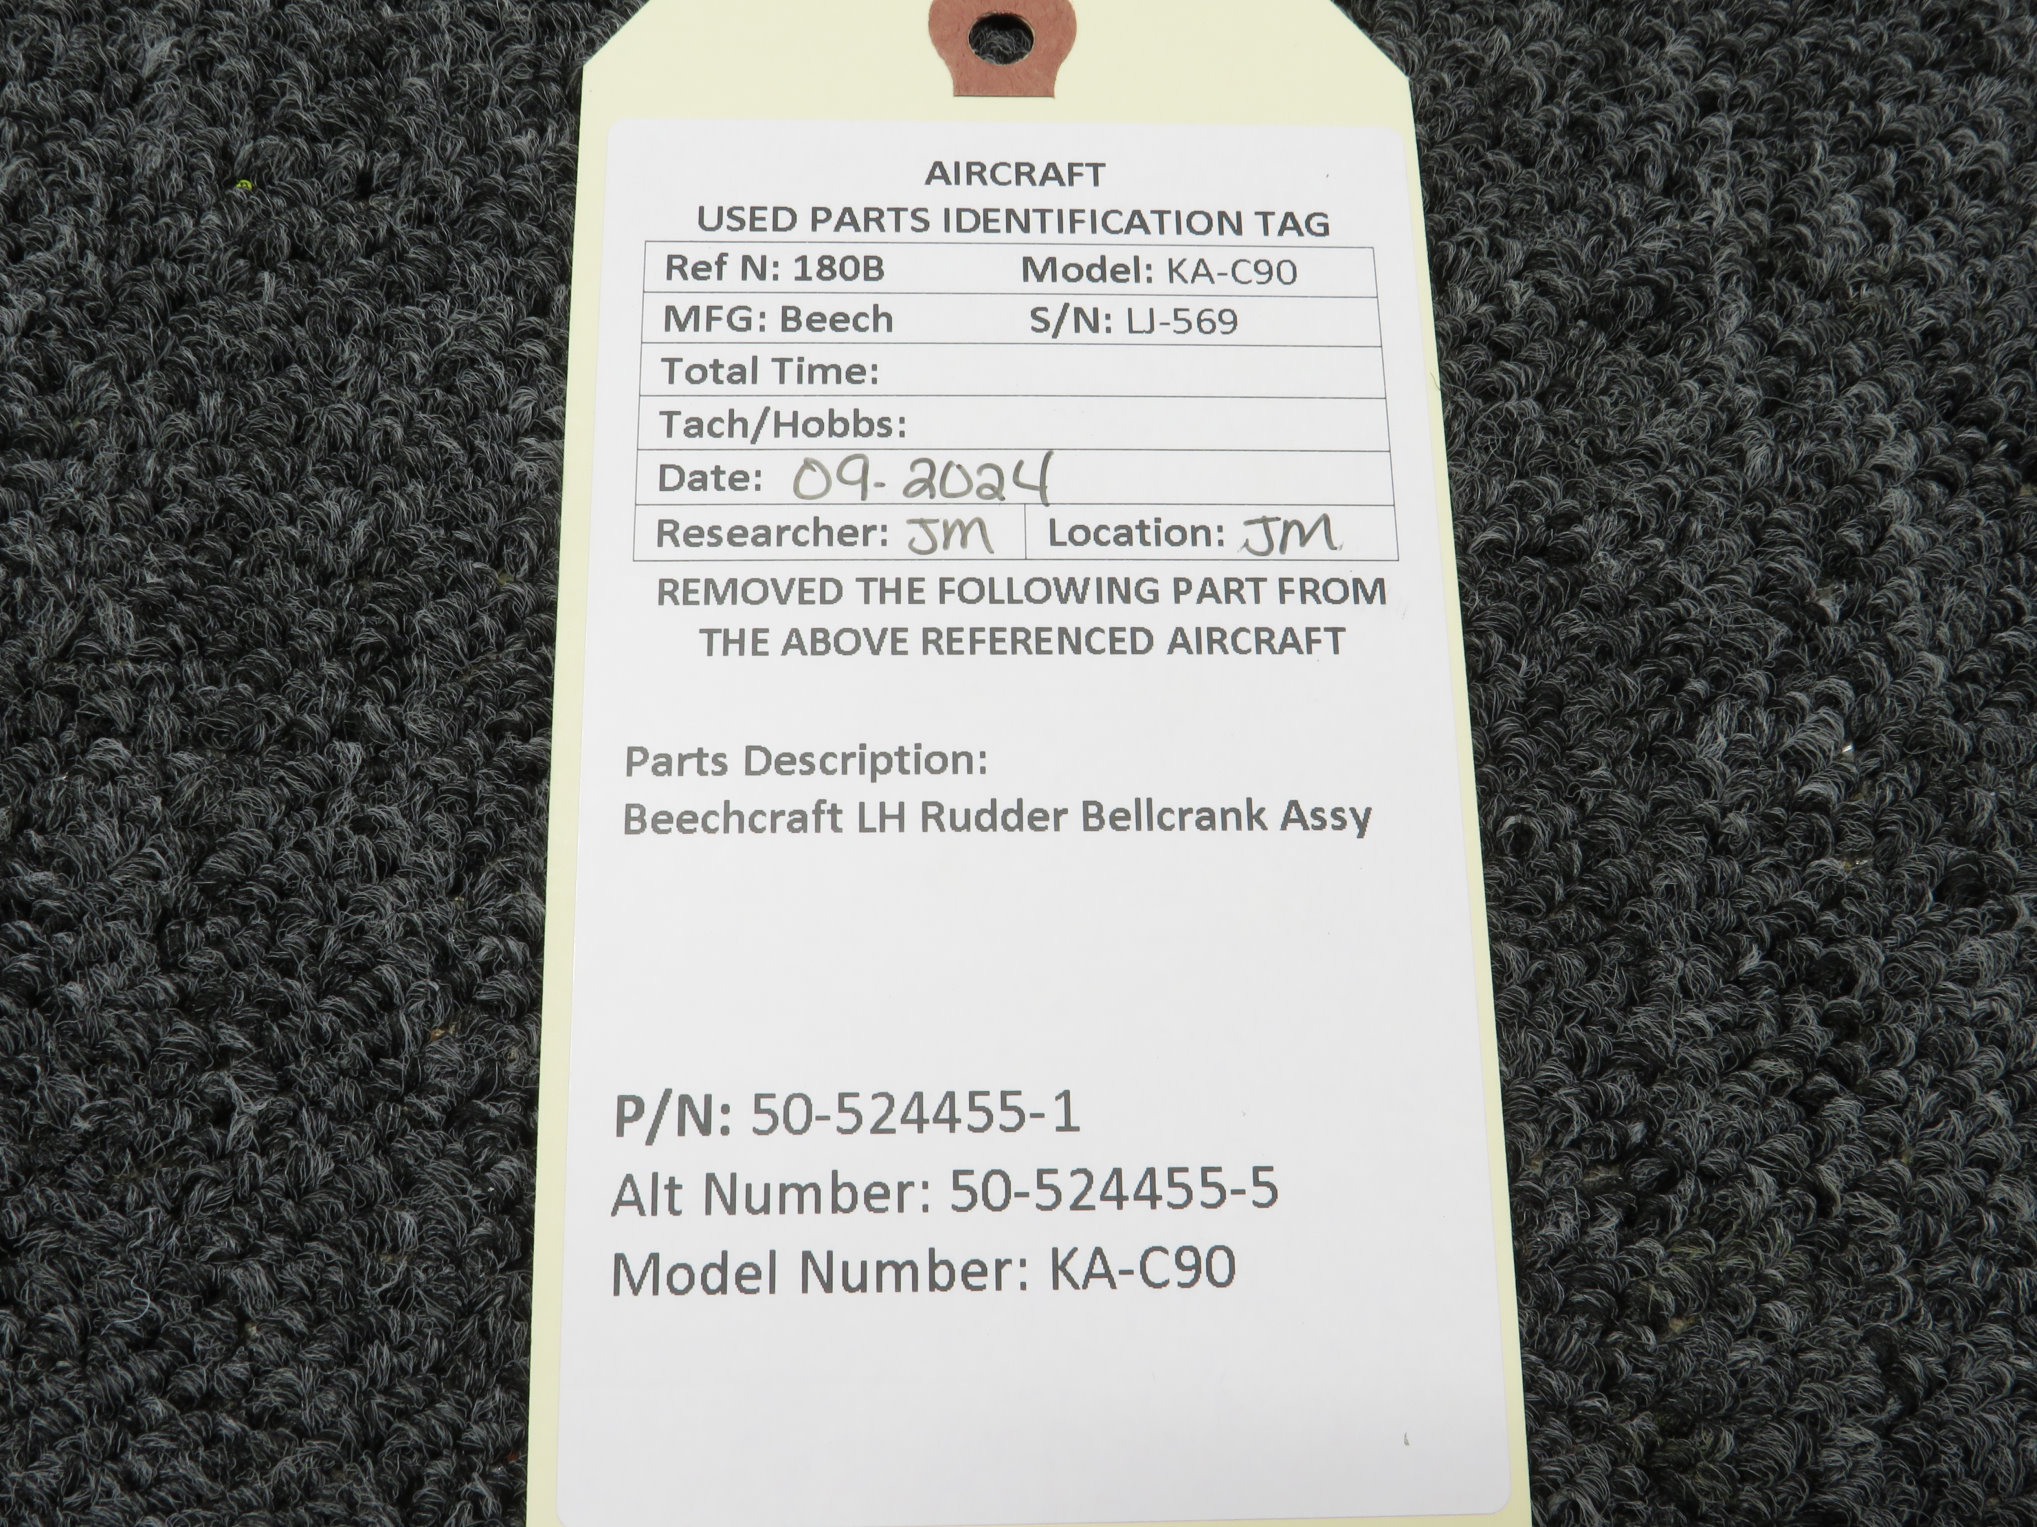 AIRCRAFT
USED PARTS IDENTIFICATION TAG
Ref N: 180B Model: KA-C90
MFG: Beech S/N: LJ-569
Total Time:
Tach/Hobbs:
Date: 09-2024
Researcher: JM Location: JM
REMOVED THE FOLLOWING PART FROM
THE ABOVE REFERENCED AIRCRAFT
Parts Description:
Beechcraft LH Rudder Bellcrank Assy
P/N: 50-524455-1
Alt Number: 50-524455-5
Model Number: KA-C90